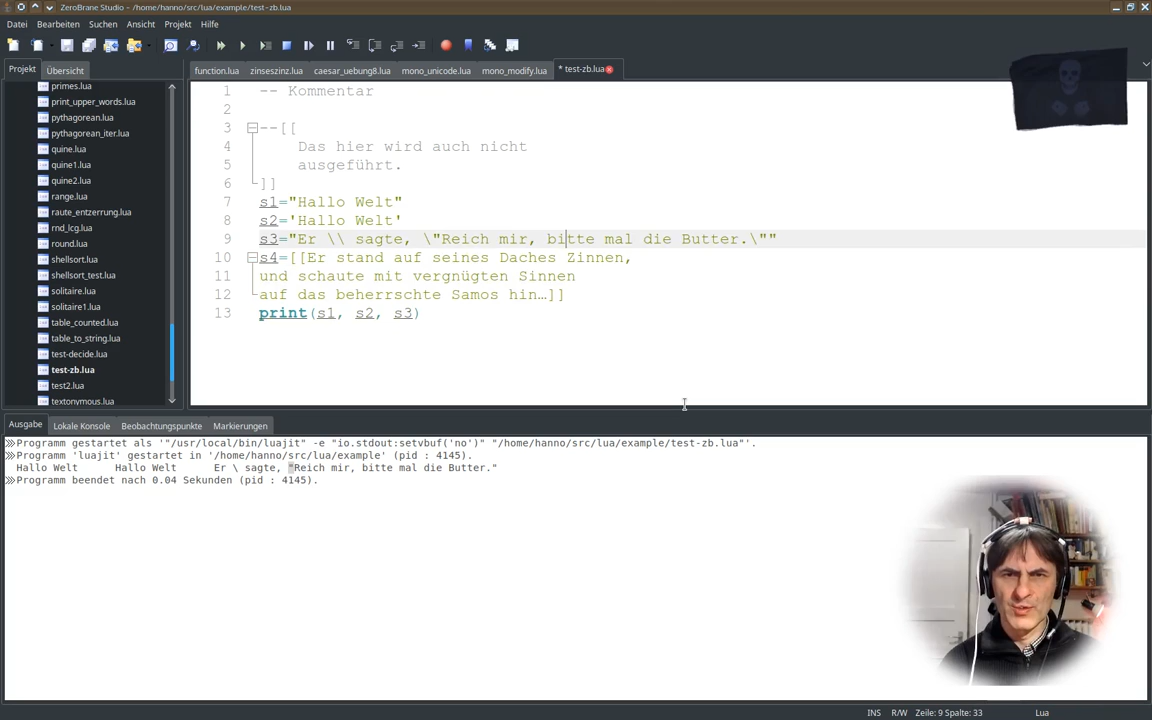 ZeroBrane Studio - /home/hanno/src/lua/example/test-zb.lua
Datei Bearbeiten Suchen Ansicht Projekt Hilfe
Projekt Übersicht
function.lua zinseszinz.lua caesar_uebung8.lua mono_unicode.lua mono_modify.lua * test-zb.lua
primes.lua
print_upper_words.lua
pythagorean.lua
pythagorean_iter.lua
quine.lua
quine1.lua
quine2.lua
range.lua
raute_entzerrung.lua
rnd_lcg.lua
round.lua
shellsort.lua
shellsort_test.lua
solitaire.lua
solitaire1.lua
table_counted.lua
table_to_string.lua
test-decide.lua
test-zb.lua
test2.lua
textonymous.lua
1 -- Kommentar
2
3 --[[
4 Das hier wird auch nicht
5 ausgeführt.
6 ]]
7 s1="Hallo Welt"
8 s2='Hallo Welt'
9 s3="Er \\ sagte, \"Reich mir, bitte mal die Butter.\""
10 s4=[[Er stand auf seines Daches Zinnen,
11 und schaute mit vergnügten Sinnen
12 auf das beherrschte Samos hin…]]
13 print(s1, s2, s3)
Ausgabe Lokale Konsole Beobachtungspunkte Markierungen
Programm gestartet als '"/usr/local/bin/luajit" -e "io.stdout:setvbuf('no')" "/home/hanno/src/lua/example/test-zb.lua"'.
Programm 'luajit' gestartet in '/home/hanno/src/lua/example' (pid : 4145).
Hallo Welt Hallo Welt Er \ sagte, "Reich mir, bitte mal die Butter."
Programm beendet nach 0.04 Sekunden (pid : 4145).
INS R/W Zeile: 9 Spalte: 33 Lua